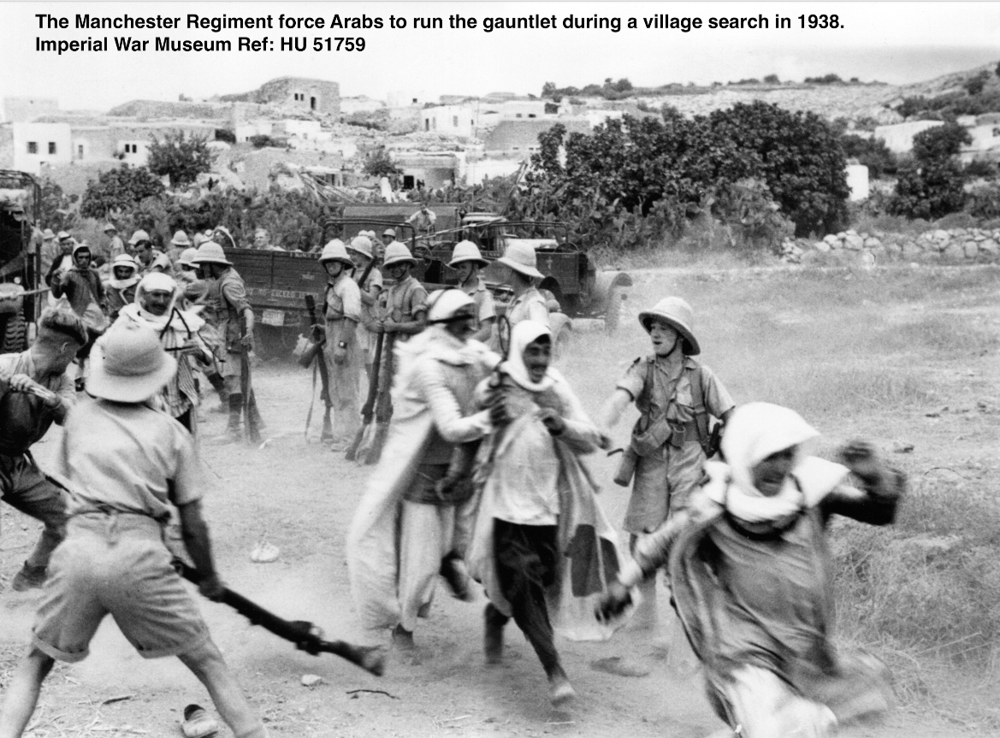 The Manchester Regiment force Arabs to run the gauntlet during a village search in 1938.
Imperial War Museum Ref: HU 51759